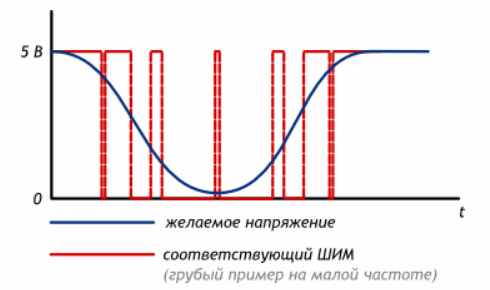 5 В
0
t
желаемое напряжение
соответствующий ШИМ
(грубый пример на малой частоте)